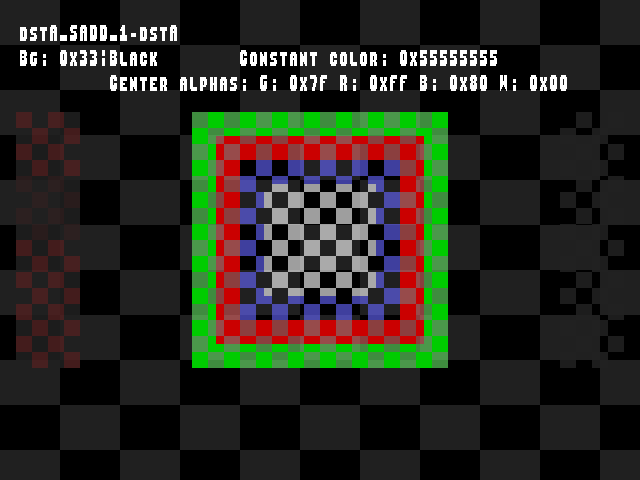 dstA_SADD_1-dstA
Bg: 0x33|Black Constant color: 0x55555555
Center alphas: G: 0x7f R: 0xff B: 0x80 W: 0x00